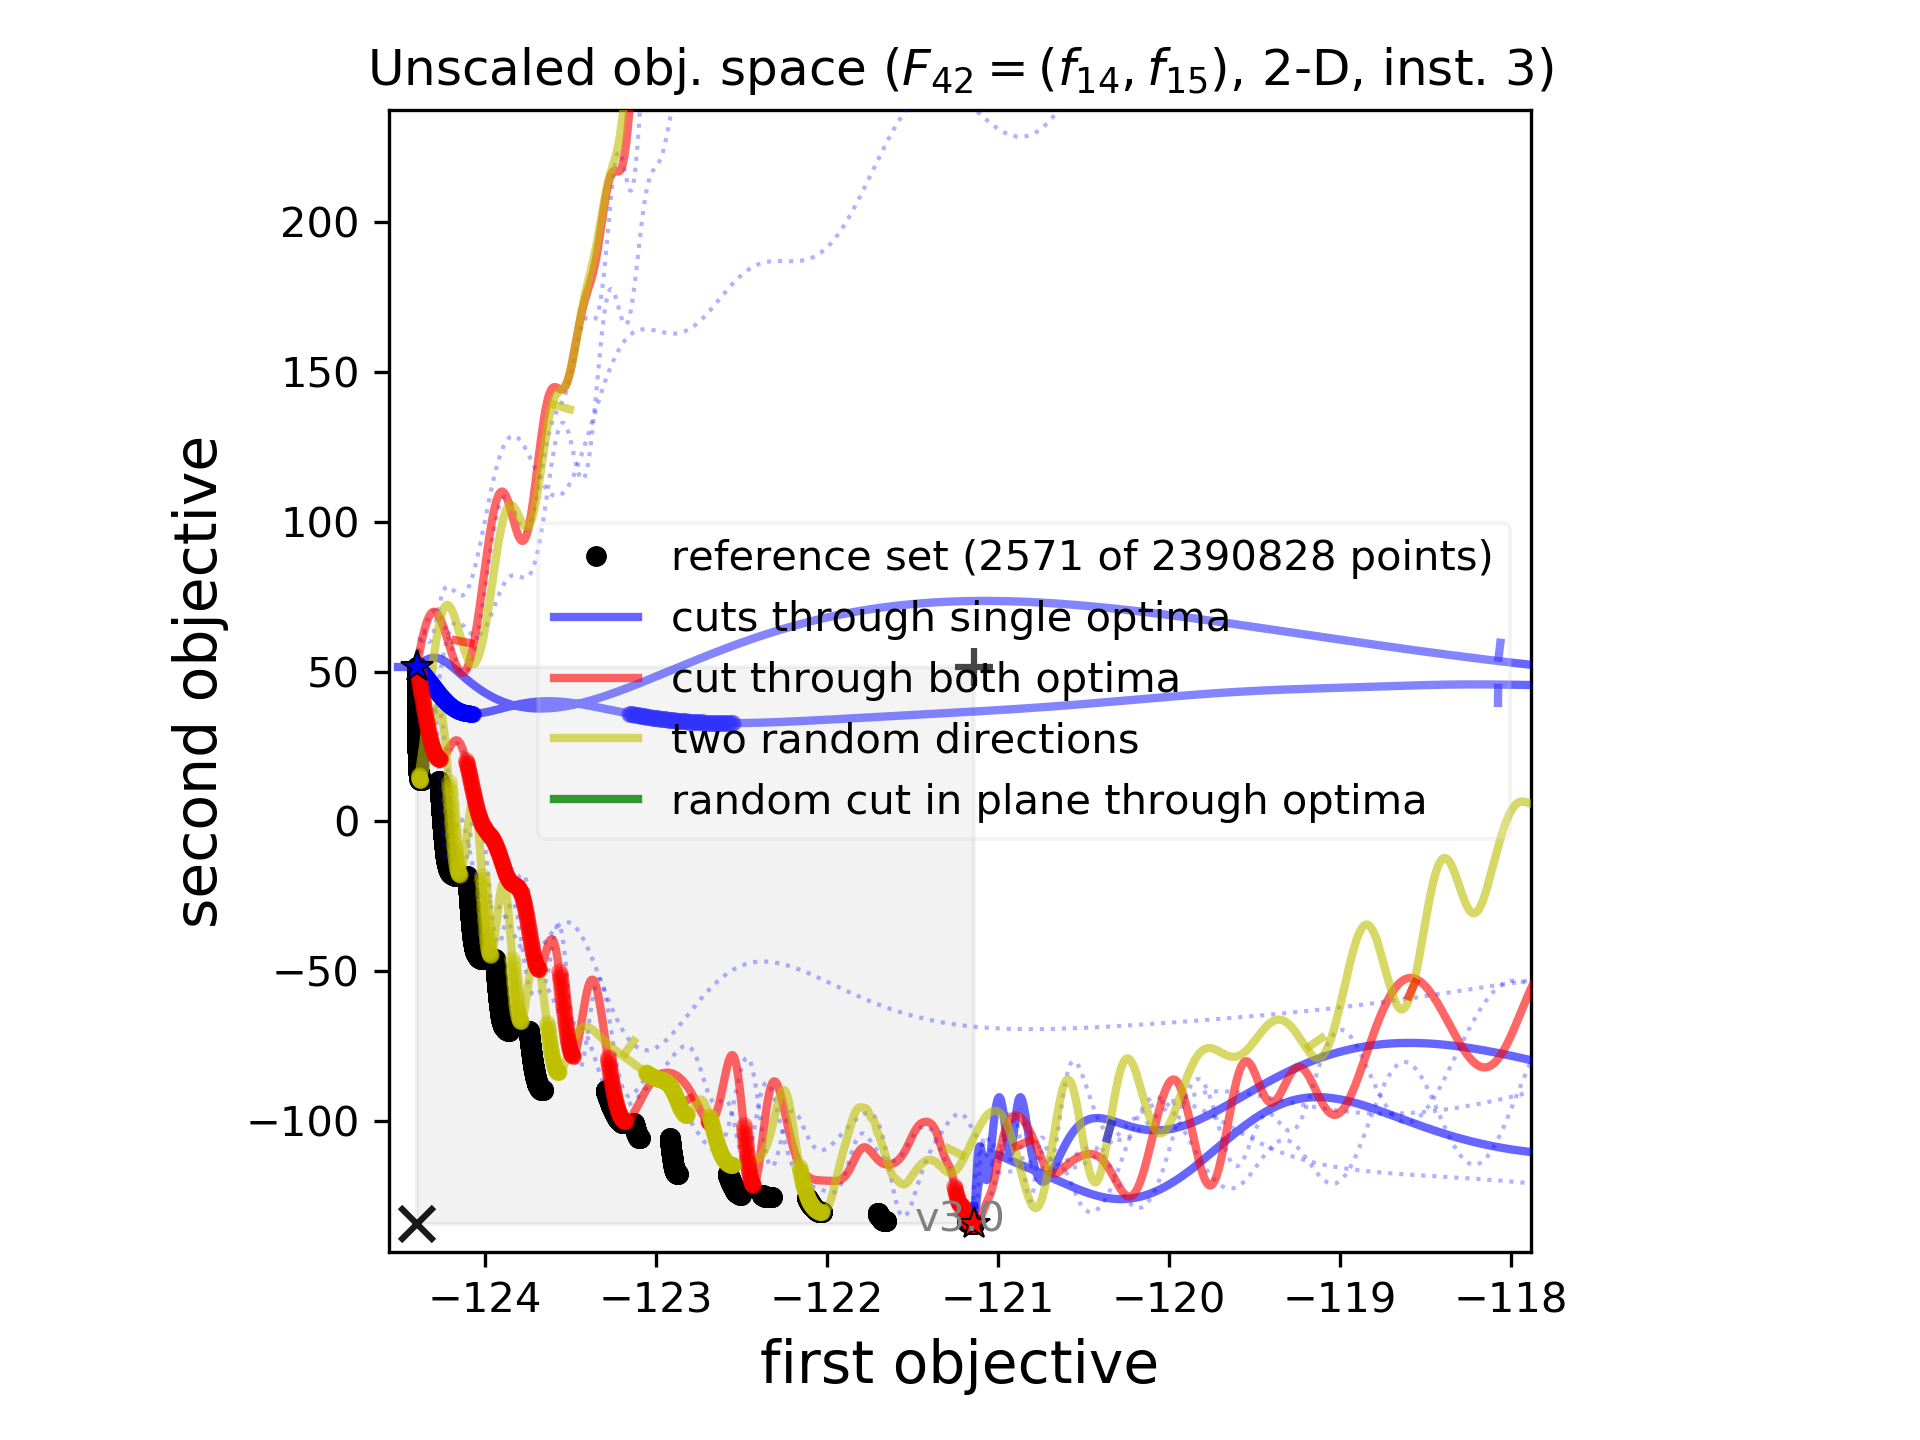 Unscaled obj. space (F42 = (f14, f15), 2-D, inst. 3)
second objective
200
150
100
50
0
−50
−100
reference set (2571 of 2390828 points)
cuts through single optima
cut through both optima
two random directions
random cut in plane through optima
v3.0
−124 −123 −122 −121 −120 −119 −118
first objective